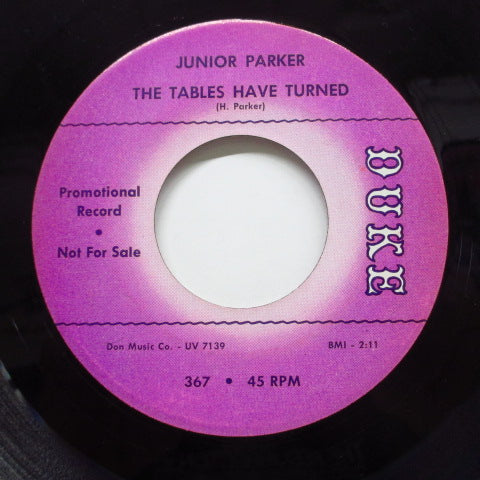 JUNIOR PARKER
THE TABLES HAVE TURNED
(H. Parker)
Promotional
Record
•
Not For Sale
DUKE
Don Music Co. - UV 7139
BMI - 2:11
367 • 45 RPM